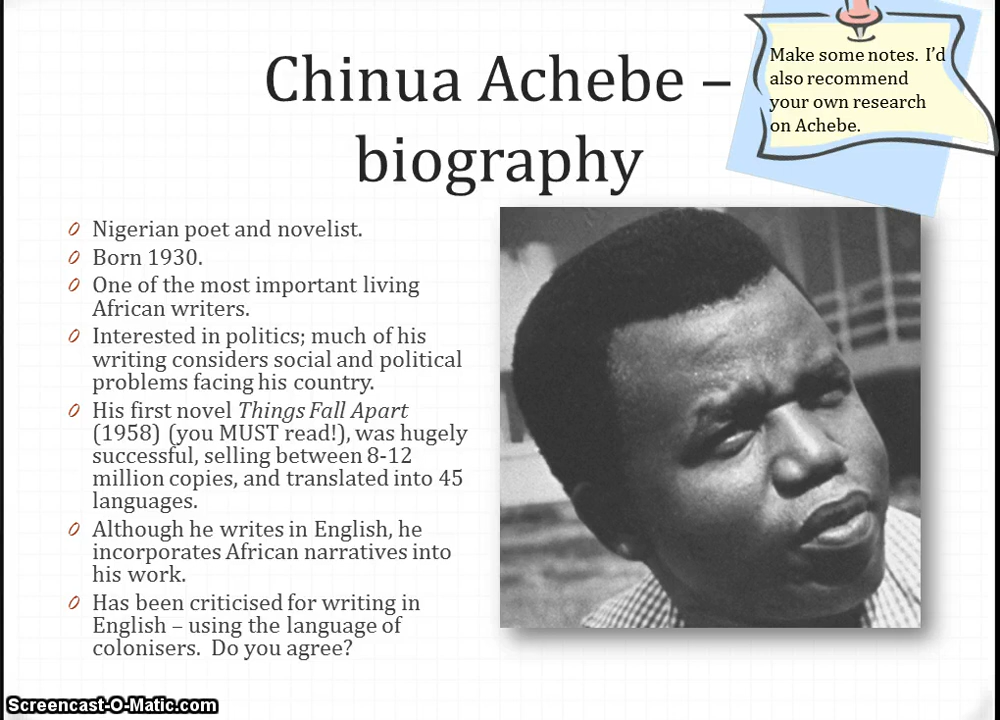 Chinua Achebe –
biography
Make some notes.  I'd
also recommend
your own research
on Achebe.
Nigerian poet and novelist.
Born 1930.
One of the most important living
African writers.
Interested in politics; much of his
writing considers social and political
problems facing his country.
His first novel Things Fall Apart
(1958) (you MUST read!), was hugely
successful, selling between 8-12
million copies, and translated into 45
languages.
Although he writes in English, he
incorporates African narratives into
his work.
Has been criticised for writing in
English – using the language of
colonisers.  Do you agree?
Screencast-O-Matic.com